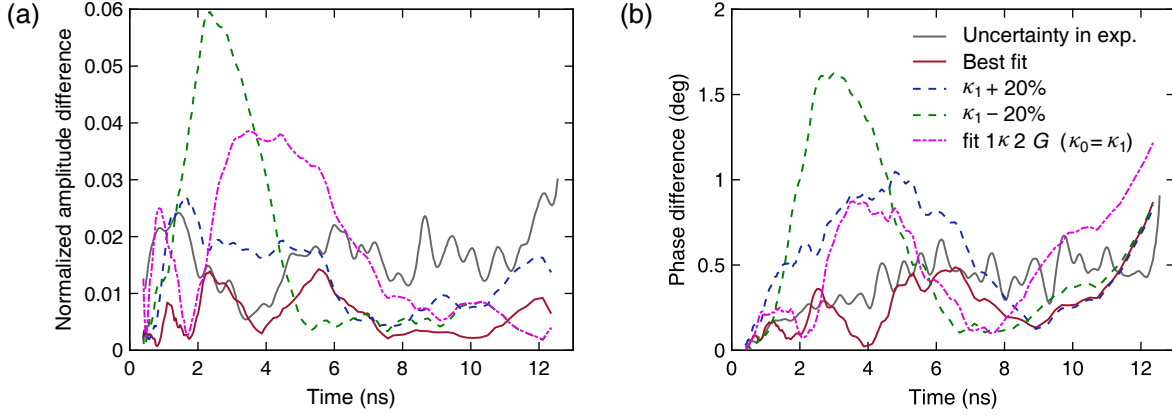 (a)
Normalized amplitude difference
0.06
0.05
0.04
0.03
0.02
0.01
0
0 2 4 6 8 10 12
Time (ns)
(b)
Phase difference (deg)
2
1.5
1
0.5
0
0 2 4 6 8 10 12
Time (ns)
Uncertainty in exp.
Best fit
κ₁ + 20%
κ₁ − 20%
fit 1κ 2 G (κ₀ = κ₁)